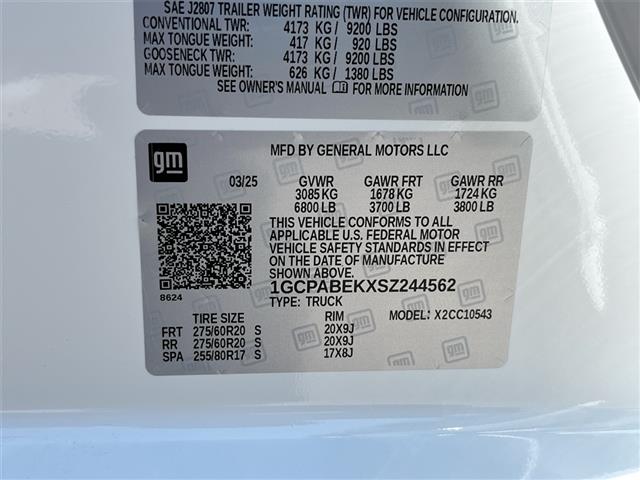 SAE J2807 TRAILER WEIGHT RATING (TWR) FOR VEHICLE CONFIGURATION.
CONVENTIONAL TWR: 4173 KG / 9200 LBS
MAX TONGUE WEIGHT: 417 KG / 920 LBS
GOOSENECK TWR: 4173 KG / 9200 LBS
MAX TONGUE WEIGHT: 626 KG / 1380 LBS
SEE OWNER'S MANUAL FOR MORE INFORMATION
gm
MFD BY GENERAL MOTORS LLC
03/25 GVWR GAWR FRT GAWR RR
3085 KG 1678 KG 1724 KG
6800 LB 3700 LB 3800 LB
THIS VEHICLE CONFORMS TO ALL
APPLICABLE U.S. FEDERAL MOTOR
VEHICLE SAFETY STANDARDS IN EFFECT
ON THE DATE OF MANUFACTURE SHOWN ABOVE.
1GCPABEKXSZ244562
8624
TYPE: TRUCK MODEL: X2CC10543
TIRE SIZE RIM
FRT 275/60R20 S 20X9J
RR 275/60R20 S 20X9J
SPA 255/80R17 S 17X8J